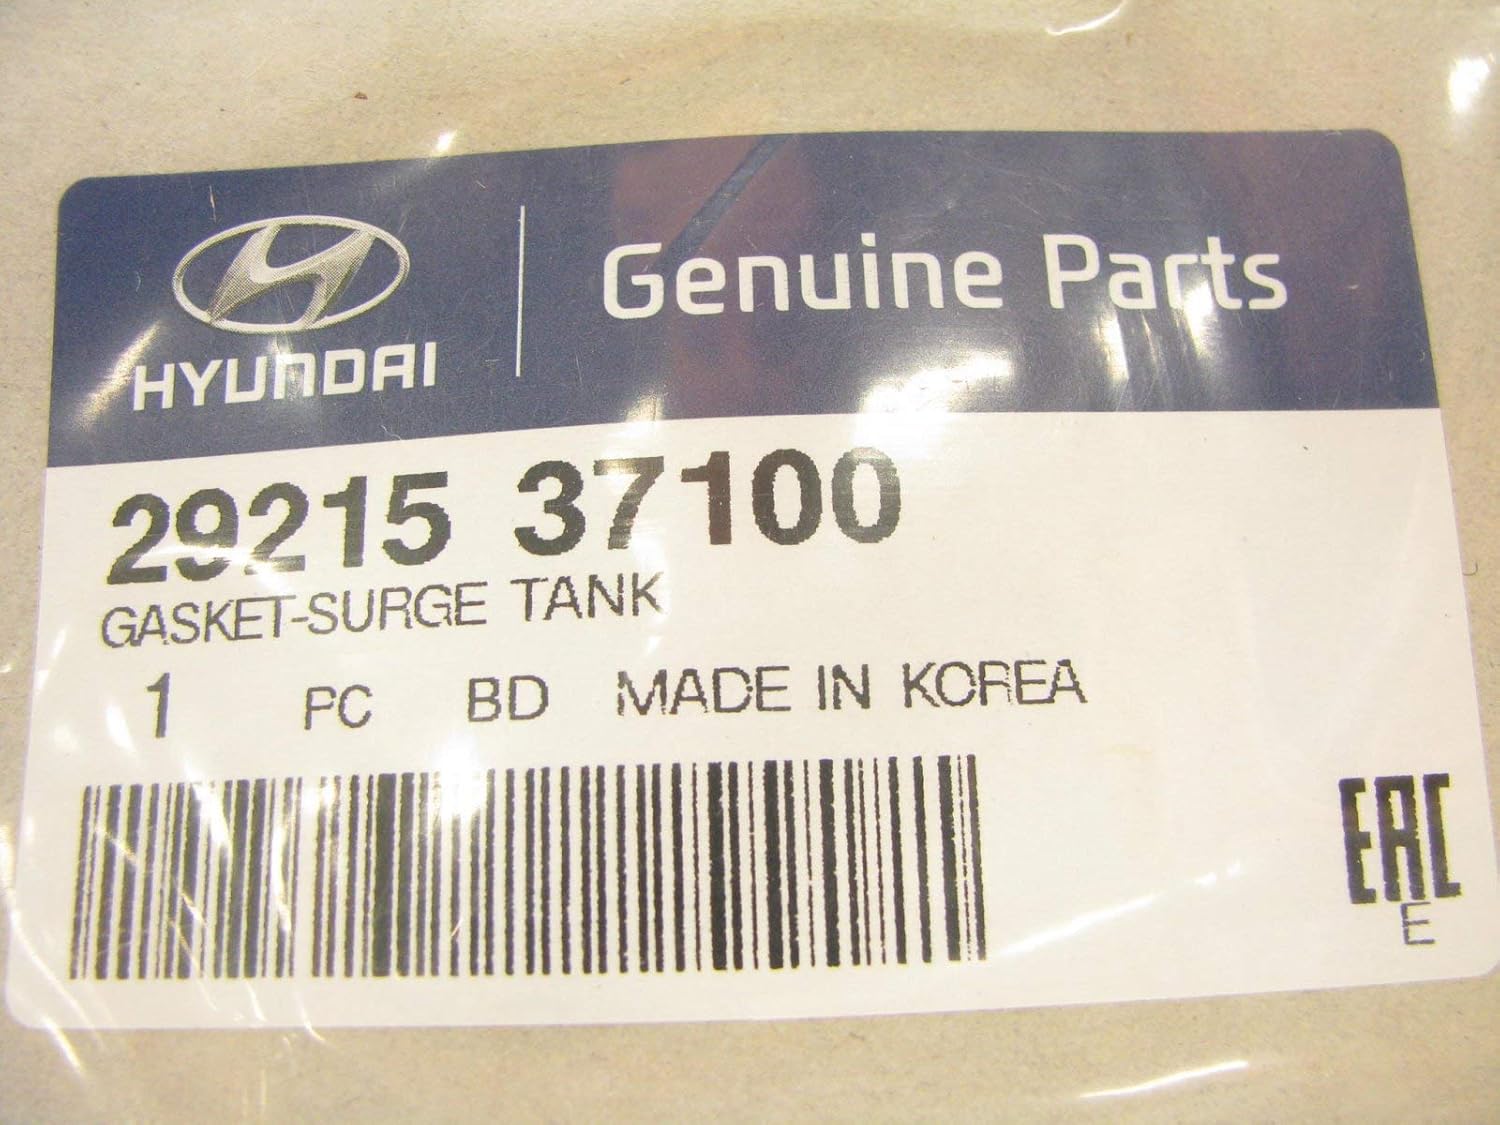 HYUNDAI
Genuine Parts
29215 37100
GASKET-SURGE TANK
1 PC BD MADE IN KOREA
EAC
E